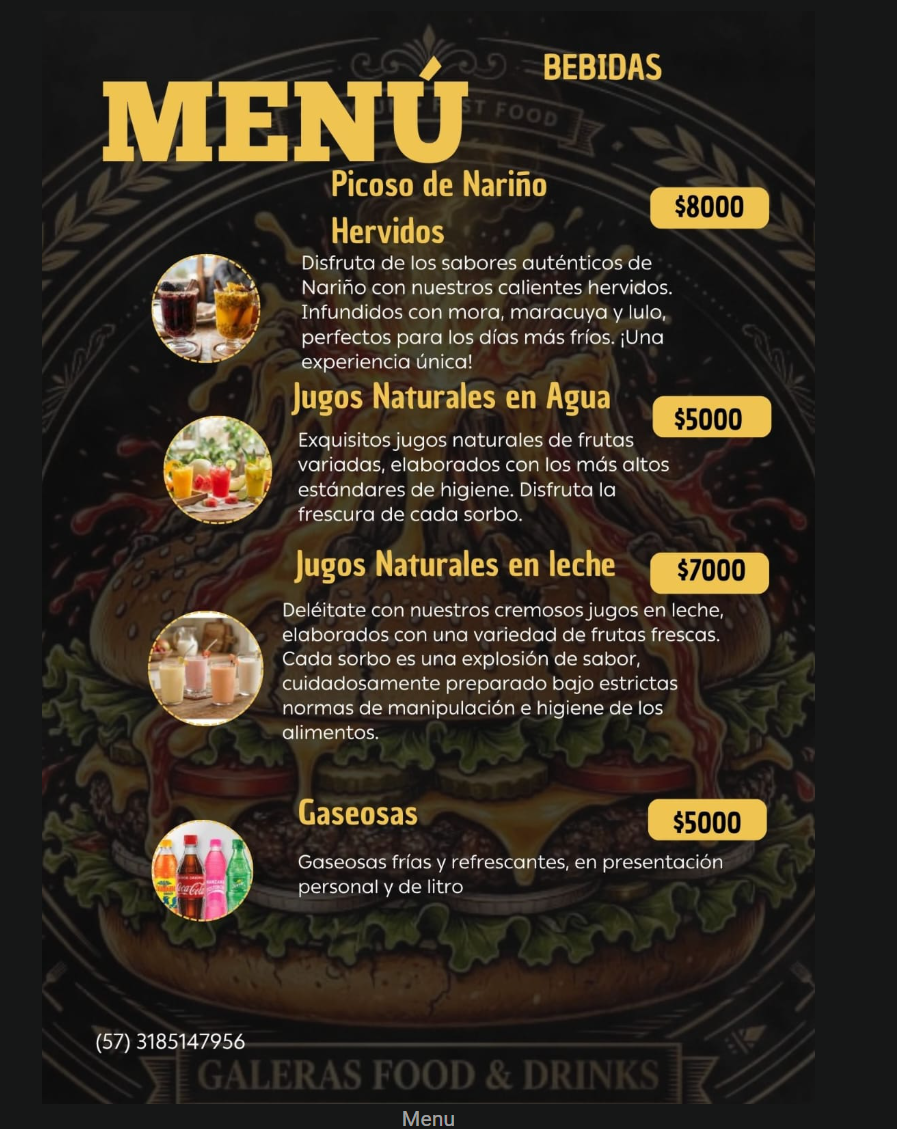 BEBIDAS
MENÚ
FAST FOOD
Picoso de Nariño
$8000
Hervidos
Disfruta de los sabores auténticos de
Nariño con nuestros calientes hervidos.
Infundidos con mora, maracuya y lulo,
perfectos para los días más fríos. ¡Una
experiencia única!
Jugos Naturales en Agua
$5000
Exquisitos jugos naturales de frutas
variadas, elaborados con los más altos
estándares de higiene. Disfruta la
frescura de cada sorbo.
Jugos Naturales en leche
$7000
Deléitate con nuestros cremosos jugos en leche,
elaborados con una variedad de frutas frescas.
Cada sorbo es una explosión de sabor,
cuidadosamente preparado bajo estrictas
normas de manipulación e higiene de los
alimentos.
Gaseosas
$5000
Gaseosas frías y refrescantes, en presentación
personal y de litro
Coca-Cola
(57) 3185147956
GALERAS FOOD & DRINKS
Menu